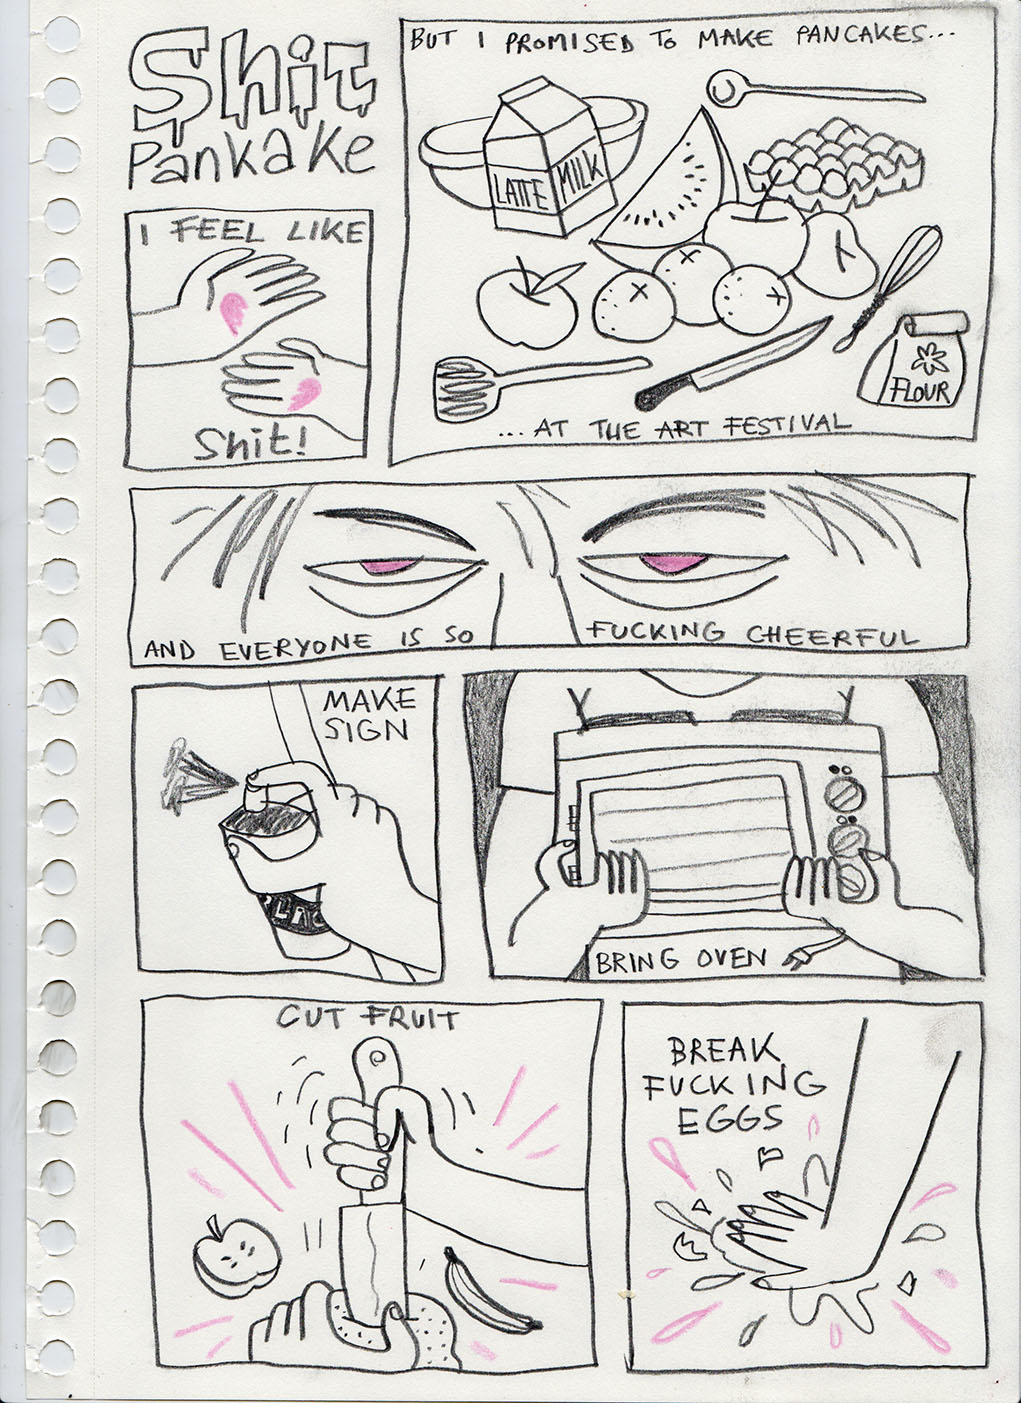 Shit
Pankake
I FEEL LIKE
Shit!
BUT I PROMISED TO MAKE PANCAKES...
LATTE
MILK
FLOUR
...AT THE ART FESTIVAL
AND EVERYONE IS SO
FUCKING CHEERFUL
MAKE
SIGN
BRING OVEN
CUT FRUIT
BREAK
FUCKING
EGGS